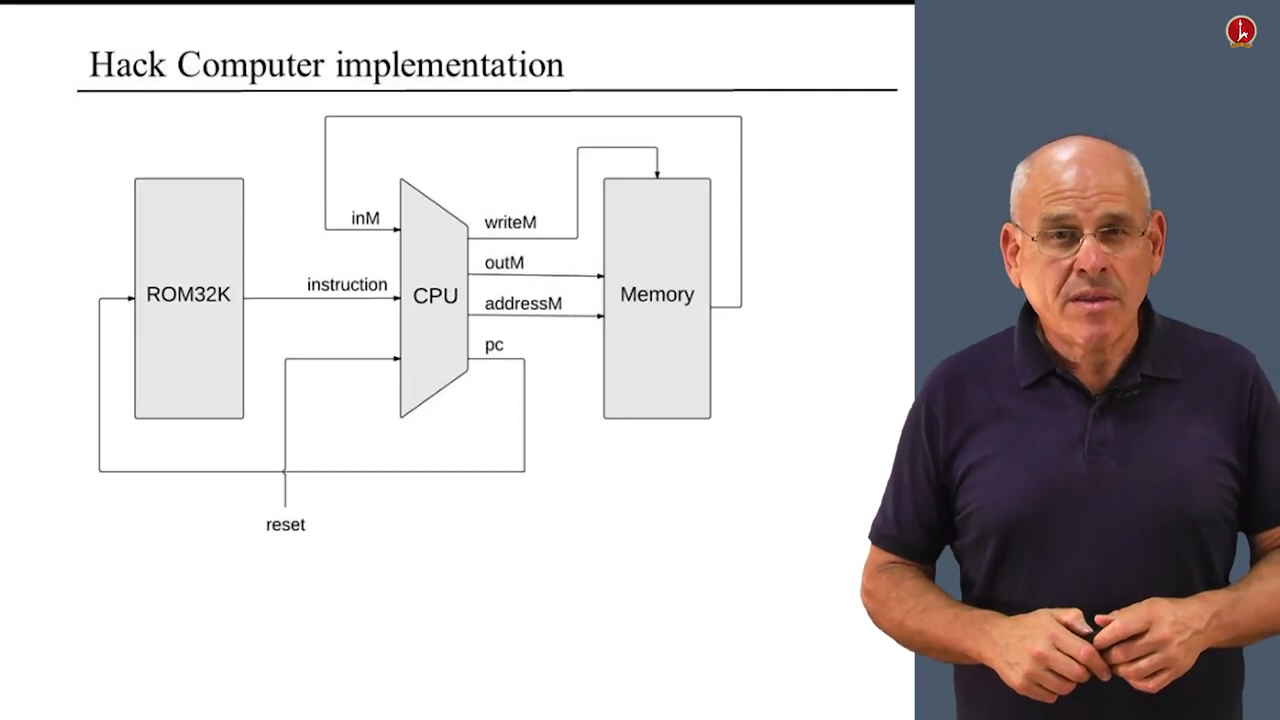 Hack Computer implementation
inM
writeM
outM
instruction
ROM32K
CPU
addressM
Memory
pc
reset